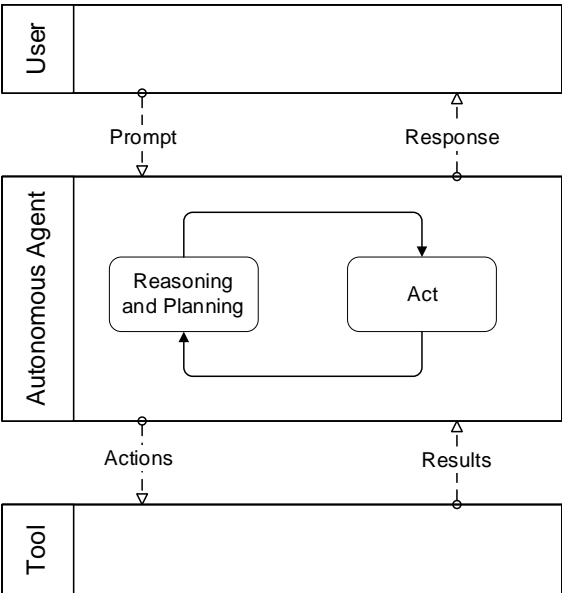 User
Prompt
Response
Autonomous Agent
Reasoning
and Planning
Act
Actions
Results
Tool